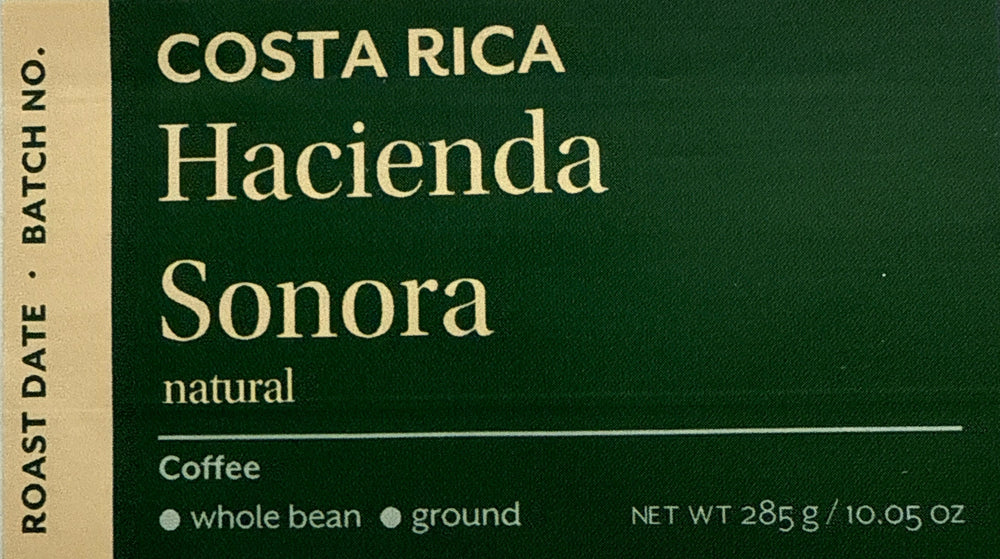 COSTA RICA
Hacienda
Sonora
natural
Coffee
● whole bean ● ground
NET WT 285 g / 10.05 OZ
ROAST DATE · BATCH NO.